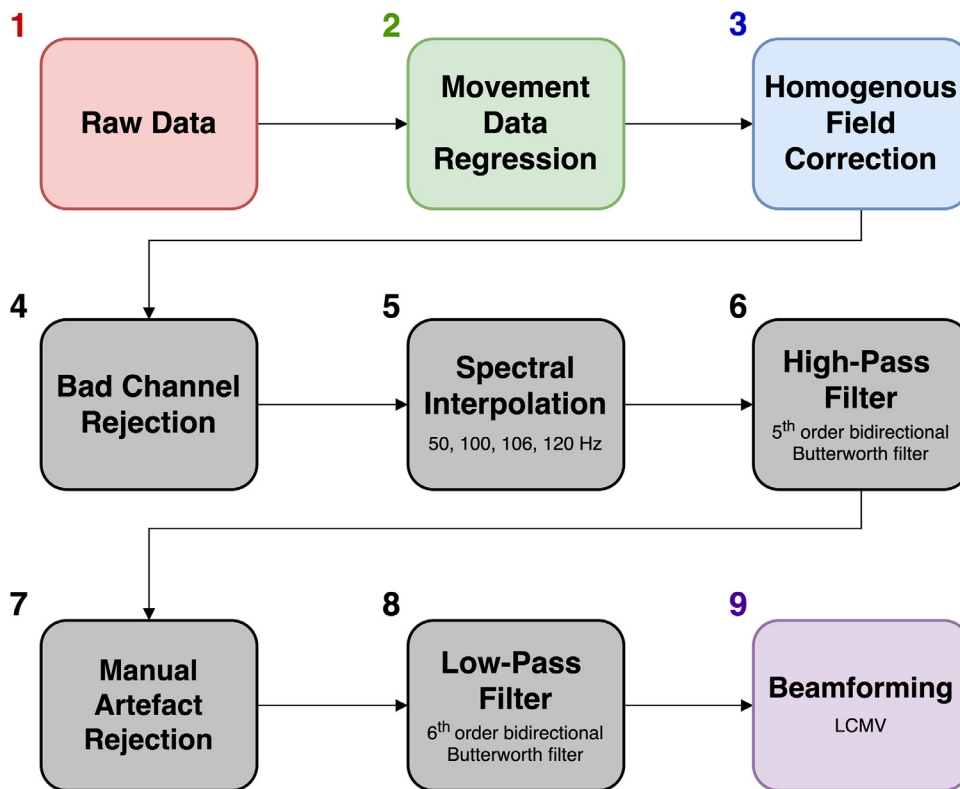 1
Raw Data
2
Movement
Data
Regression
3
Homogenous
Field
Correction
4
Bad Channel
Rejection
5
Spectral
Interpolation
50, 100, 106, 120 Hz
6
High-Pass
Filter
5th order bidirectional
Butterworth filter
7
Manual
Artefact
Rejection
8
Low-Pass
Filter
6th order bidirectional
Butterworth filter
9
Beamforming
LCMV